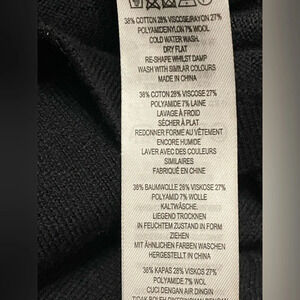 38% COTTON 28% VISCOSE/RAYON 27%
POLYAMIDE/NYLON 7% WOOL
COLD WATER WASH.
DRY FLAT
RE-SHAPE WHILST DAMP
WASH WITH SIMILAR COLOURS
MADE IN CHINA
38% COTON 28% VISCOSE 27%
POLYAMIDE 7% LAINE
LAVAGE À FROID
SÉCHER À PLAT
REDONNER FORME AU VÊTEMENT
ENCORE HUMIDE
LAVER AVEC DES COULEURS
SIMILAIRES
FABRIQUÉ EN CHINE
38% BAUMWOLLE 28% VISKOSE 27%
POLYAMID 7% WOLLE
KALTWÄSCHE.
LIEGEND TROCKNEN
IN FEUCHTEM ZUSTAND IN FORM
ZIEHEN
MIT ÄHNLICHEN FARBEN WASCHEN
HERGESTELLT IN CHINA
38% KAPAS 28% VISKOS 27%
POLYAMIDE 7% WOL
CUCI DENGAN AIR DINGIN